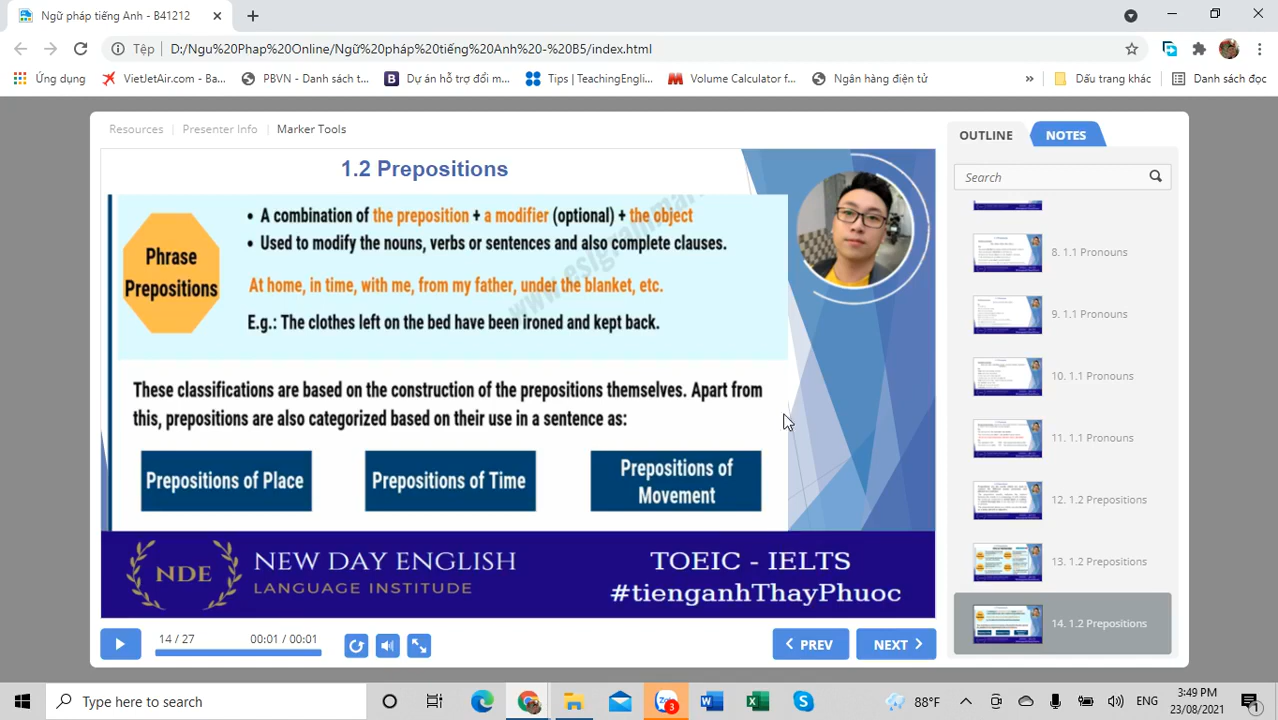 Ngữ pháp tiếng Anh - B41212
Tệp
D:/Ngu%20Phap%20Online/Ngữ%20pháp%20tiếng%20Anh%20-%20B5/index.html
Ứng dụng
VietJetAir.com - Ba...
PBVN - Danh sách t...
Dự án hỗ trợ đổi m...
Tips | TeachingEngli...
Volume Calculator f...
Ngân hàng điện tử
»
Dấu trang khác
Danh sách đọc
Resources
Presenter Info
Marker Tools
1.2 Prepositions
Phrase
Prepositions
• A combination of the preposition + a modifier (optional) + the object
• Used to modify the nouns, verbs or sentences and also complete clauses.
At home, in time, with me, from my father, under the blanket, etc.
E.g.: The clothes left on the bed have been ironed and kept back.
These classifications are based on the construction of the prepositions themselves. Apart from
this, prepositions are also categorized based on their use in a sentence as:
Prepositions of Place
Prepositions of Time
Prepositions of
Movement
NDE
NEW DAY ENGLISH
LANGUAGE INSTITUTE
TOEIC - IELTS
#tienganhThayPhuoc
14 / 27
00:01 / 00:01
PREV
NEXT
OUTLINE
NOTES
Search
8. 1.1 Pronouns
9. 1.1 Pronouns
10. 1.1 Pronouns
11. 1.1 Pronouns
12. 1.2 Prepositions
13. 1.2 Prepositions
14. 1.2 Prepositions
Type here to search
Zalo
3
88°F
ENG
3:49 PM
23/08/2021
1